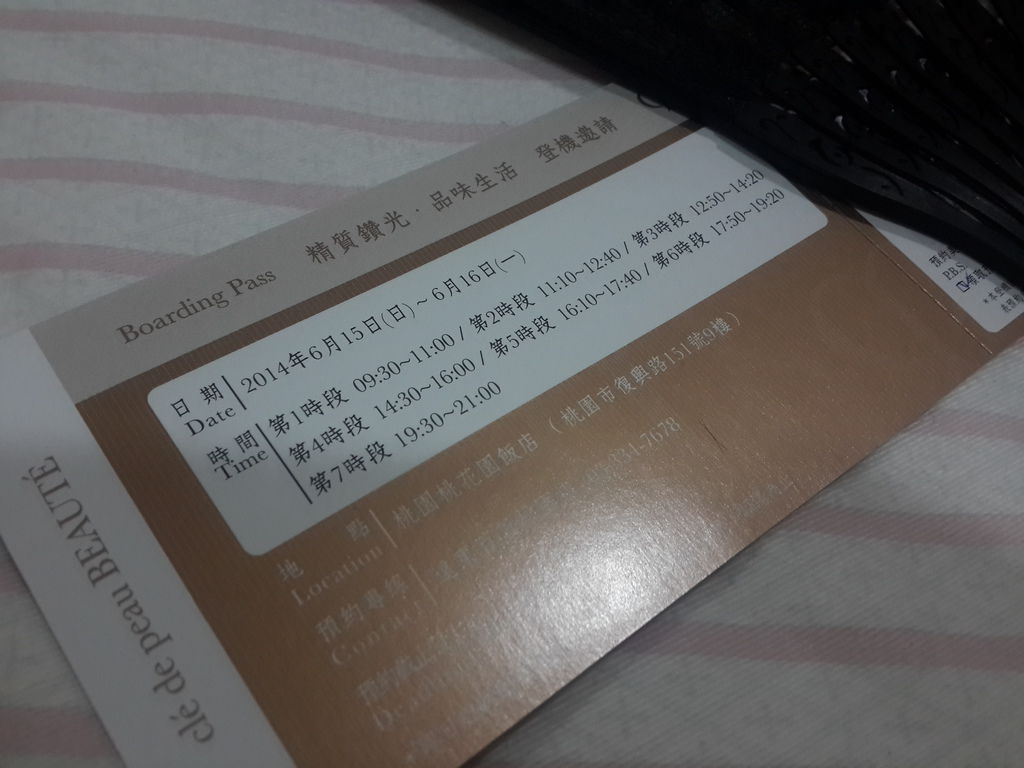 Boarding Pass 精質鑽光．品味生活 登機邀請
日期 Date 2014年6月15日(日)~6月16日(一)
時間 Time 第1時段 09:30~11:00 / 第2時段 11:10~12:40 / 第3時段 12:50~14:20
第4時段 14:30~16:00 / 第5時段 16:10~17:40 / 第6時段 17:50~19:20
第7時段 19:30~21:00
地點 Location 桃園桃花園飯店（桃園市復興路151號9樓）
預約專線 Contact
clé de peau BEAUTÉ